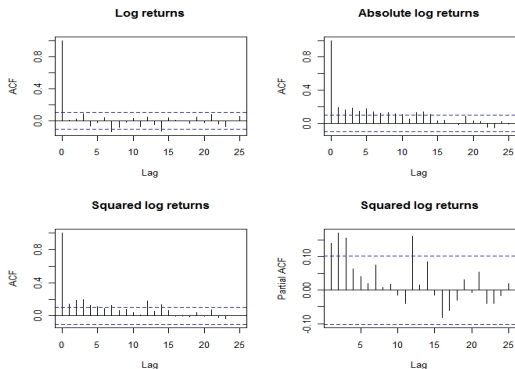 Log returns
ACF
0.0 0.4 0.8
0 5 10 15 20 25
Lag
Absolute log returns
ACF
0.0 0.4 0.8
0 5 10 15 20 25
Lag
Squared log returns
ACF
0.0 0.4 0.8
0 5 10 15 20 25
Lag
Squared log returns
Partial ACF
-0.10 0.00 0.10
5 10 15 20 25
Lag